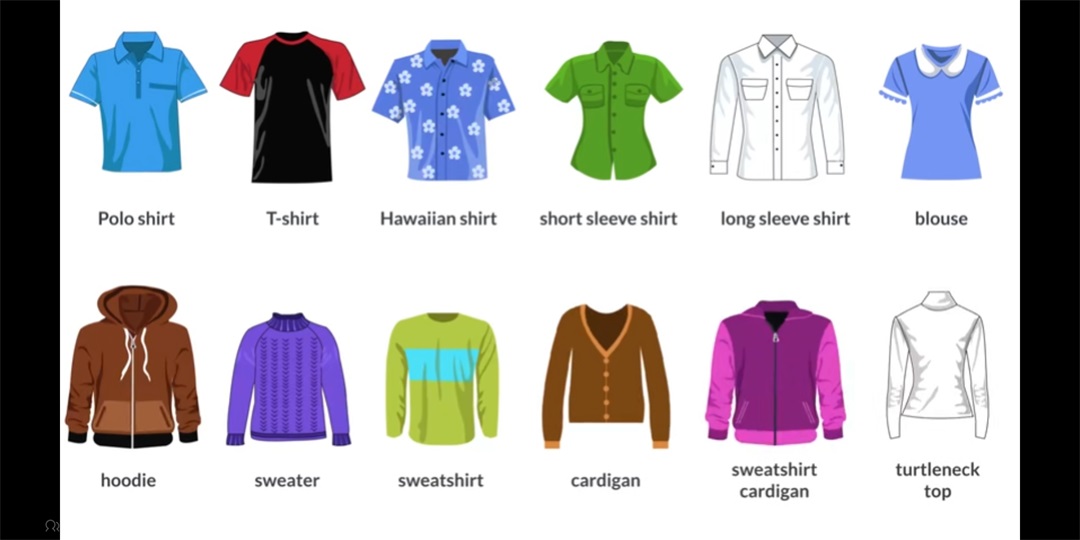 Polo shirt
T-shirt
Hawaiian shirt
short sleeve shirt
long sleeve shirt
blouse
hoodie
sweater
sweatshirt
cardigan
sweatshirt
cardigan
turtleneck
top